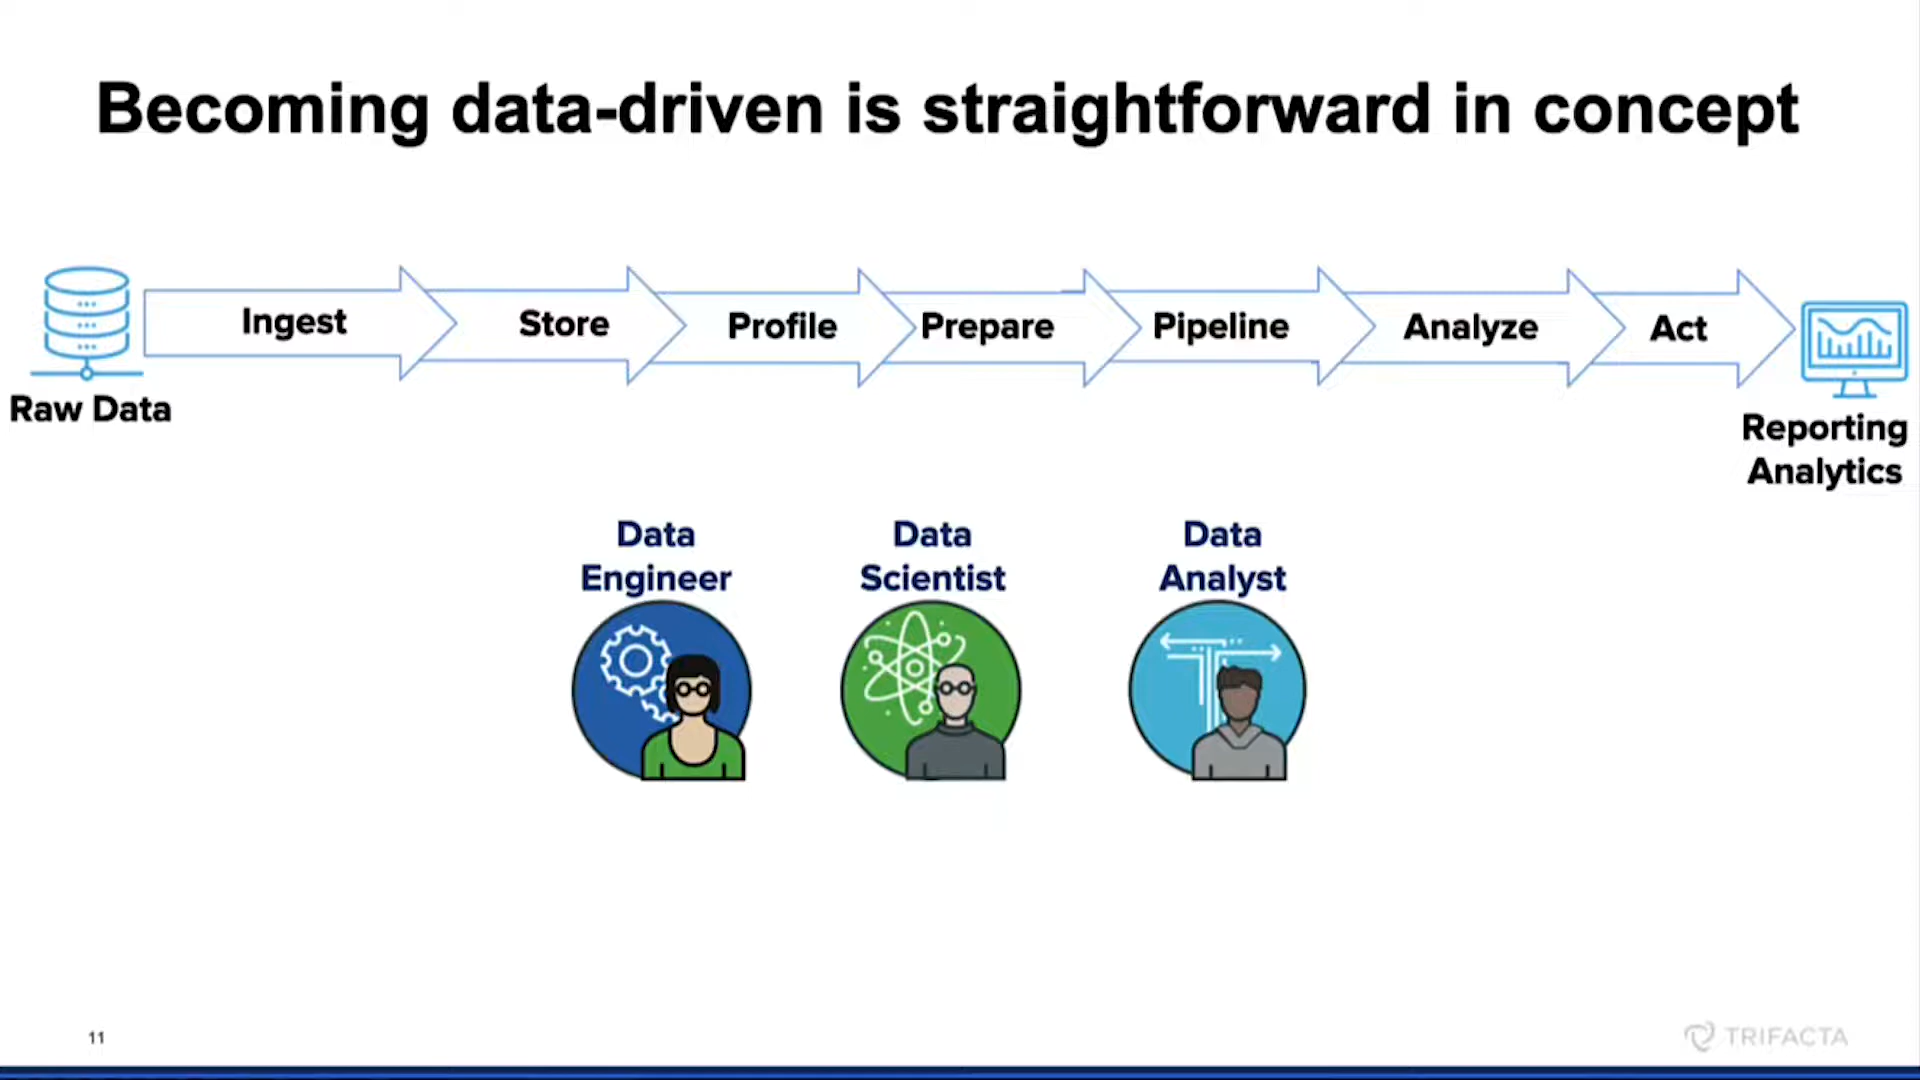 Becoming data-driven is straightforward in concept
Ingest
Store
Profile
Prepare
Pipeline
Analyze
Act
Raw Data
Reporting
Analytics
Data
Engineer
Data
Scientist
Data
Analyst
11
TRIFACTA